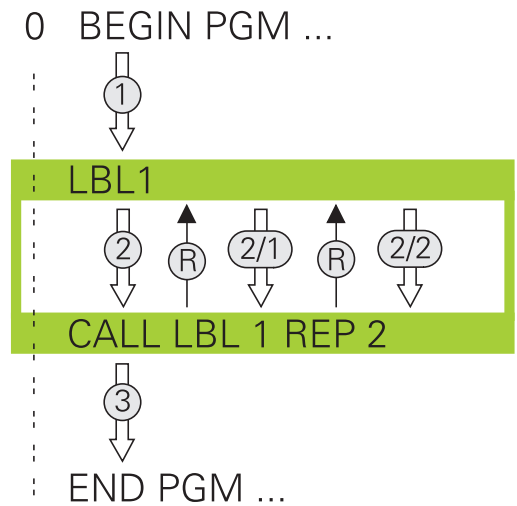 0 BEGIN PGM ...
1
LBL1
2 R 2/1 R 2/2
CALL LBL 1 REP 2
3
END PGM ...